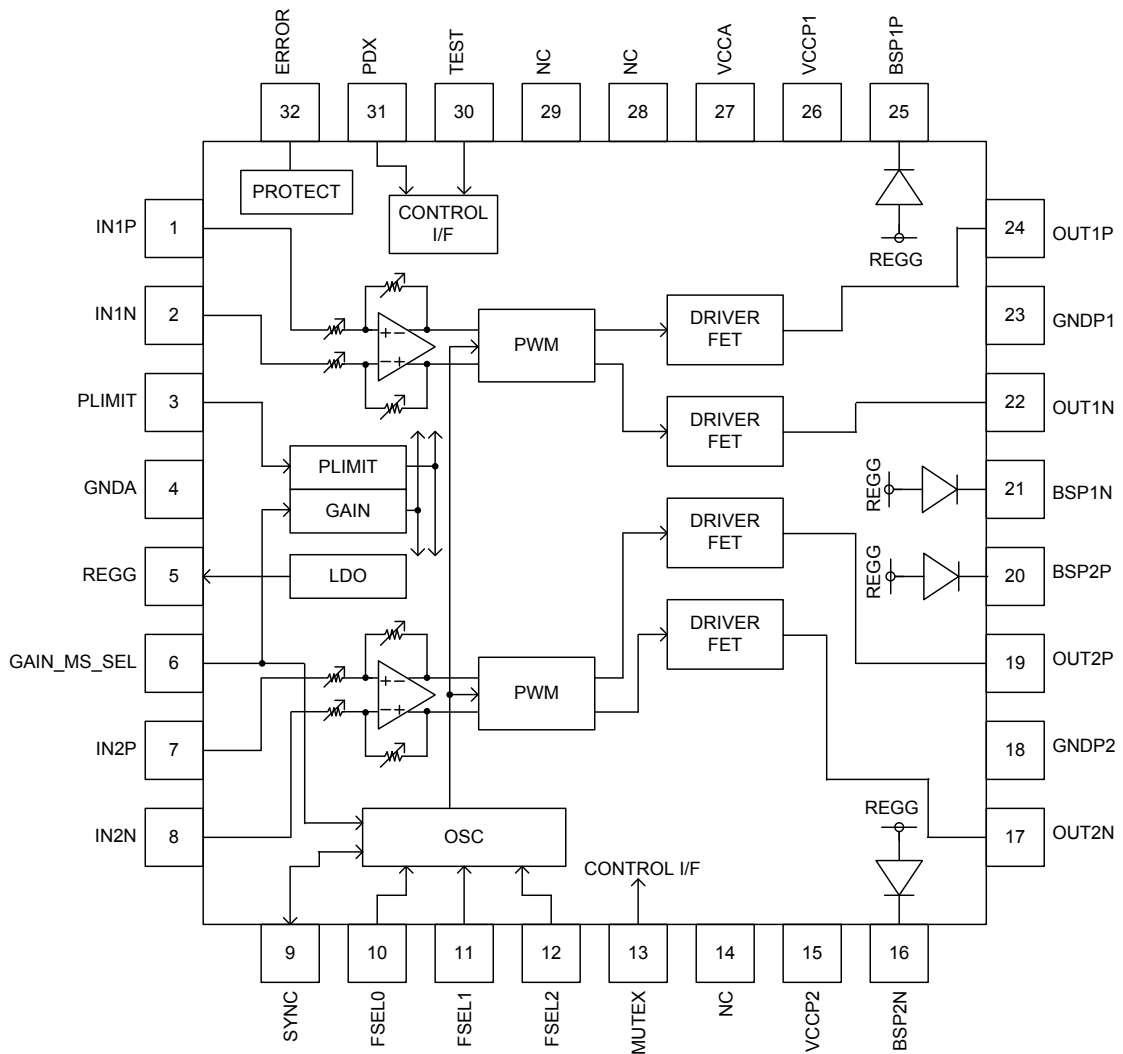 ERROR
PDX
TEST
NC
NC
VCCA
VCCP1
BSP1P
32
31
30
29
28
27
26
25
PROTECT
CONTROL
I/F
REGG
IN1P
1
24
OUT1P
IN1N
2
23
GNDP1
+ −
− +
PWM
DRIVER
FET
PLIMIT
3
22
OUT1N
DRIVER
FET
PLIMIT
GAIN
GNDA
4
REGG
21
BSP1N
DRIVER
FET
REGG
5
LDO
REGG
20
BSP2P
DRIVER
FET
GAIN_MS_SEL
6
19
OUT2P
+ −
− +
PWM
IN2P
7
18
GNDP2
IN2N
8
OSC
REGG
17
OUT2N
CONTROL I/F
9
10
11
12
13
14
15
16
SYNC
FSEL0
FSEL1
FSEL2
MUTEX
NC
VCCP2
BSP2N